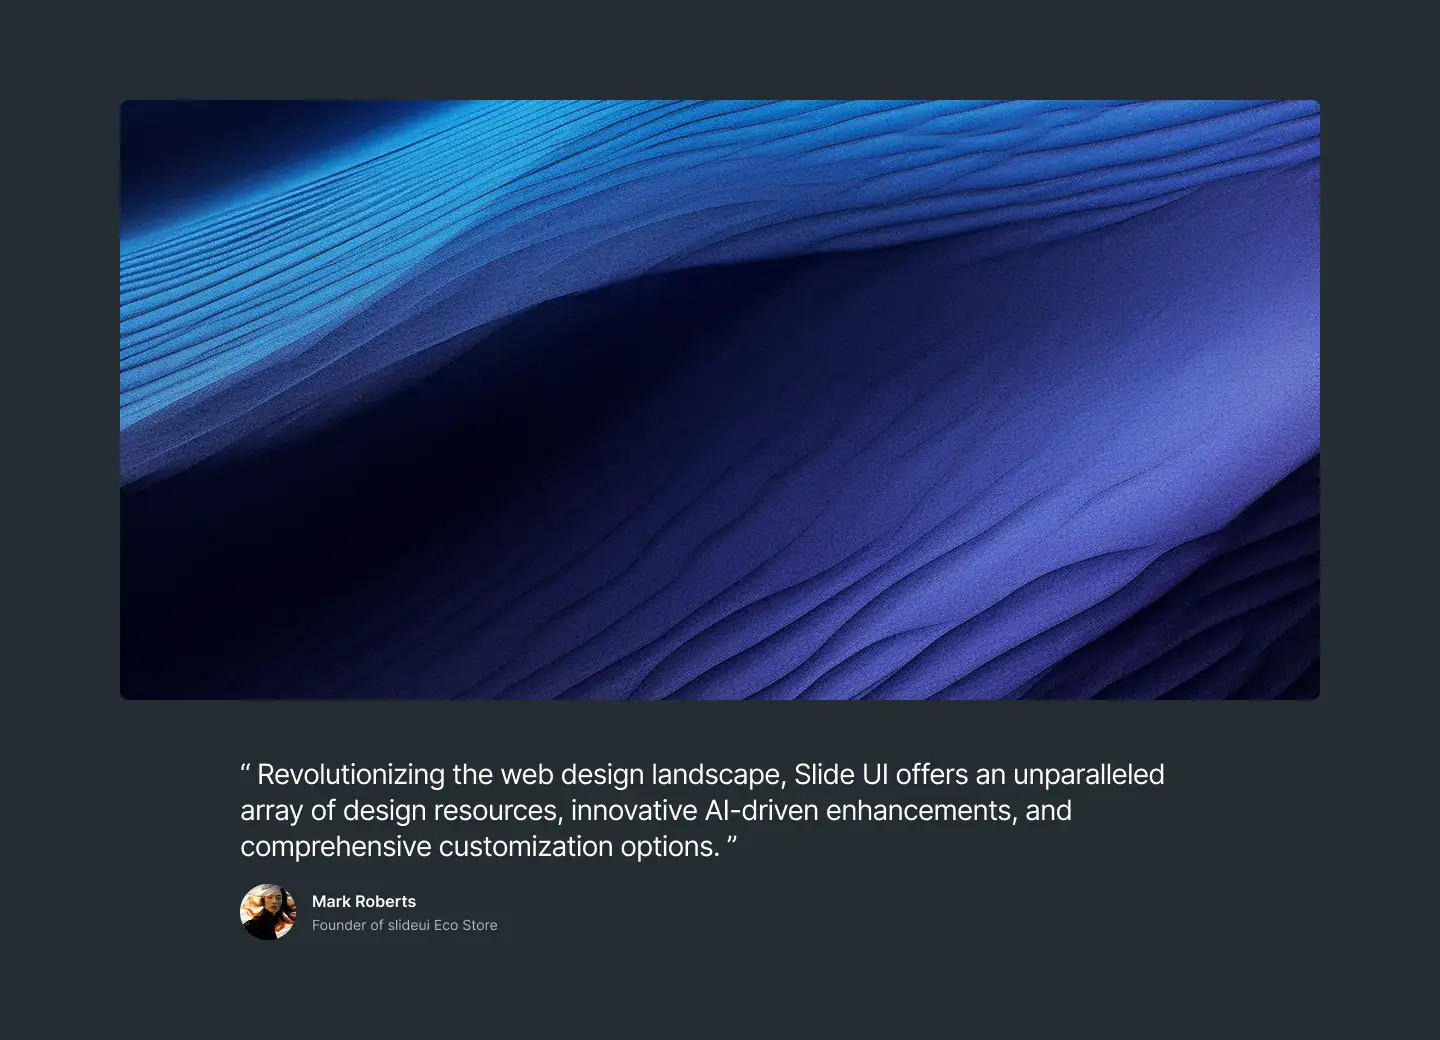 “ Revolutionizing the web design landscape, Slide UI offers an unparalleled
array of design resources, innovative AI-driven enhancements, and
comprehensive customization options. ”
Mark Roberts
Founder of slideui Eco Store